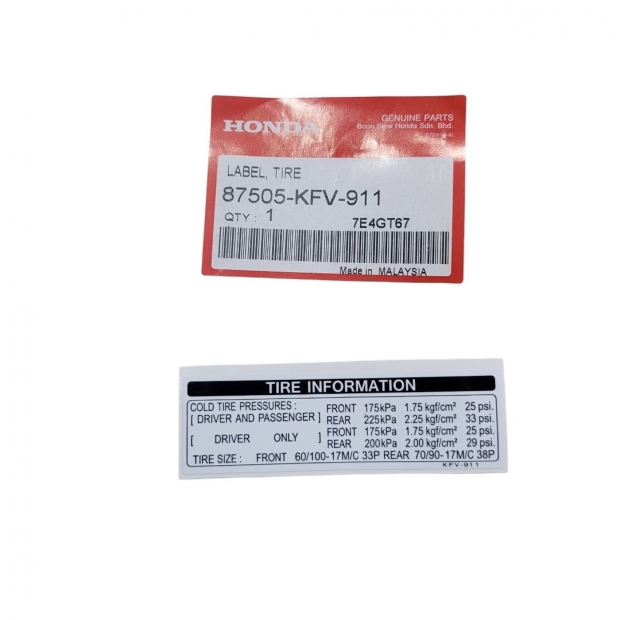 HONDA
GENUINE PARTS
Boon Siew Honda Sdn. Bhd.
LABEL, TIRE
87505-KFV-911
QTY : 1
7E4GT67
Made in MALAYSIA
TIRE INFORMATION
COLD TIRE PRESSURES :
[ DRIVER AND PASSENGER ] FRONT 175kPa 1.75 kgf/cm² 25 psi.
REAR 225kPa 2.25 kgf/cm² 33 psi.
[ DRIVER ONLY ] FRONT 175kPa 1.75 kgf/cm² 25 psi.
REAR 200kPa 2.00 kgf/cm² 29 psi.
TIRE SIZE : FRONT 60/100-17M/C 33P REAR 70/90-17M/C 38P
KFV-911